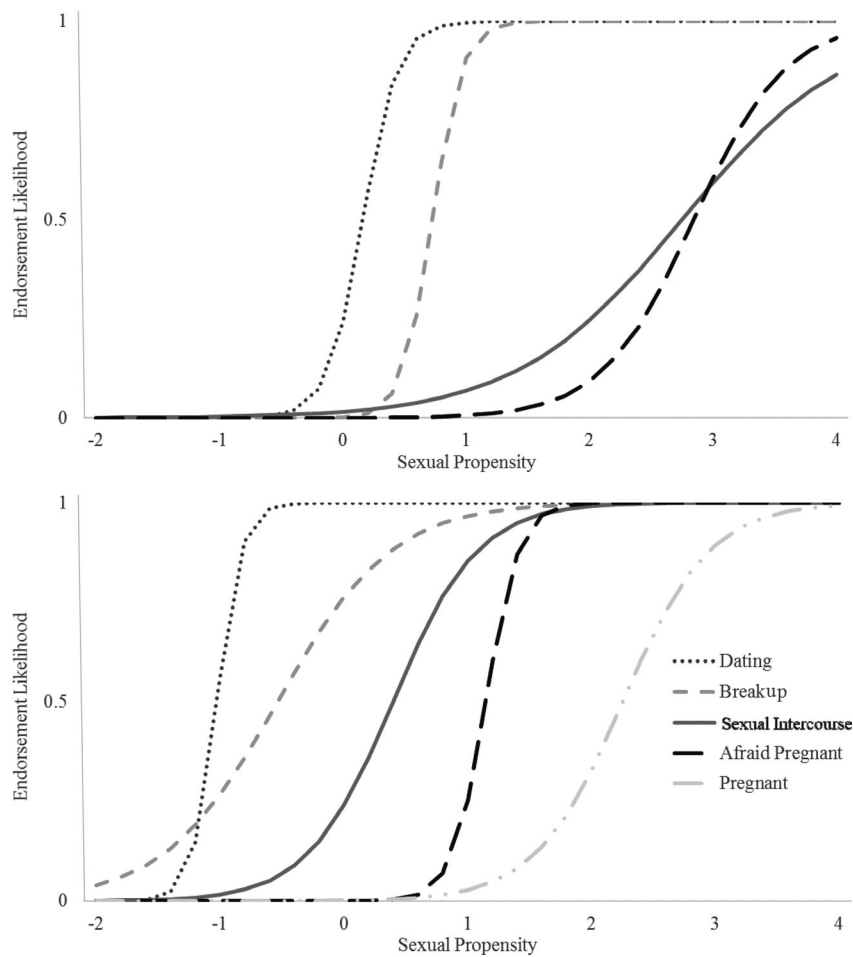 1
Endorsement Likelihood
0.5
0
-2 -1 0 1 2 3 4
Sexual Propensity
1
Endorsement Likelihood
Dating
0.5
Breakup
Sexual Intercourse
Afraid Pregnant
Pregnant
0
-2 -1 0 1 2 3 4
Sexual Propensity